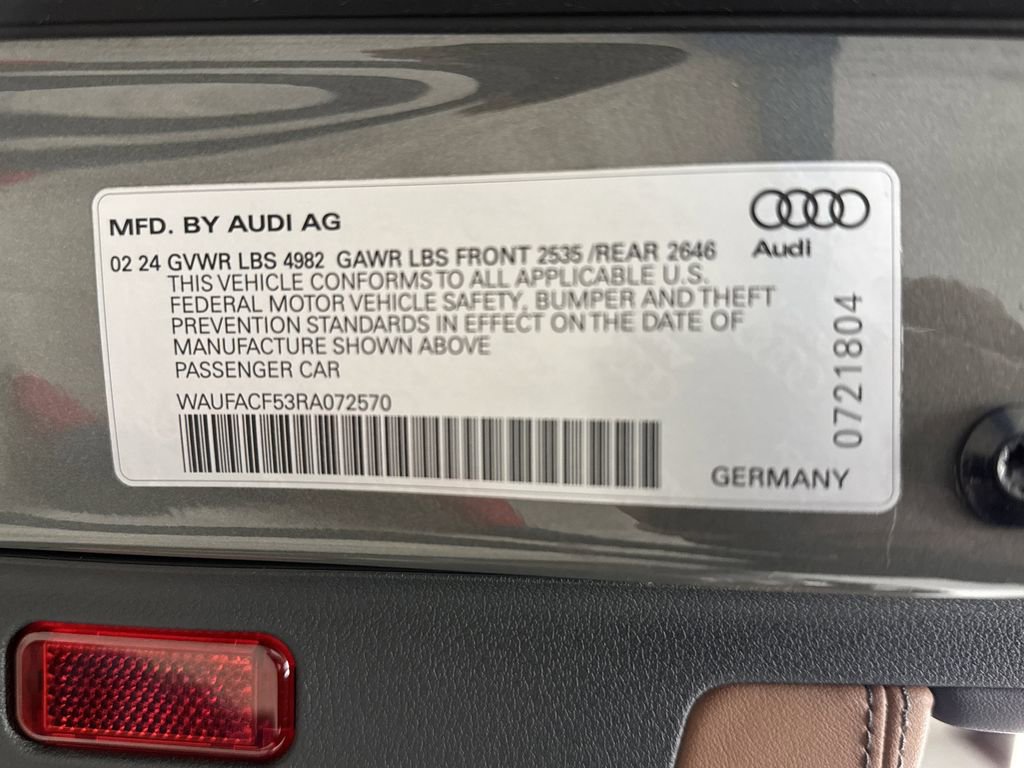 MFD. BY AUDI AG
Audi
02 24 GVWR LBS 4982 GAWR LBS FRONT 2535 /REAR 2646
THIS VEHICLE CONFORMS TO ALL APPLICABLE U.S.
FEDERAL MOTOR VEHICLE SAFETY, BUMPER AND THEFT
PREVENTION STANDARDS IN EFFECT ON THE DATE OF
MANUFACTURE SHOWN ABOVE
PASSENGER CAR
WAUFACF53RA072570
0721804
GERMANY